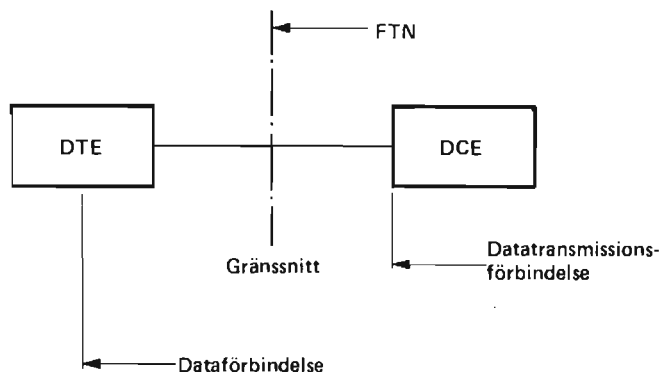 FTN
DTE
DCE
Gränssnitt
Datatransmissions-
förbindelse
Dataförbindelse